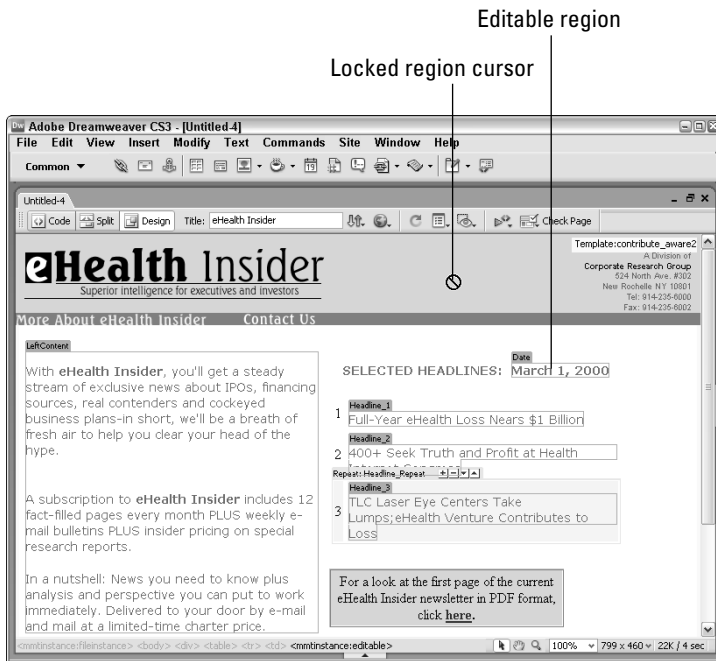 Editable region
Locked region cursor
Dw Adobe Dreamweaver CS3 - [Untitled-4]
File Edit View Insert Modify Text Commands Site Window Help
Common
Untitled-4
Code Split Design Title: eHealth Insider Check Page
Template:contribute_aware2
eHealth Insider
Superior intelligence for executives and investors
A Division of
Corporate Research Group
524 North Ave. #302
New Rochelle NY 10801
Tel: 914-235-6000
Fax: 914-235-6002
More About eHealth Insider Contact Us
LeftContent
With eHealth Insider, you'll get a steady
stream of exclusive news about IPOs, financing
sources, real contenders and cockeyed
business plans-in short, we'll be a breath of
fresh air to help you clear your head of the
hype.
A subscription to eHealth Insider includes 12
fact-filled pages every month PLUS weekly e-
mail bulletins PLUS insider pricing on special
research reports.
In a nutshell: News you need to know plus
analysis and perspective you can put to work
immediately. Delivered to your door by e-mail
and mail at a limited-time charter price.
Date
SELECTED HEADLINES: March 1, 2000
Headline_1
1 Full-Year eHealth Loss Nears $1 Billion
Headline_2
2 400+ Seek Truth and Profit at Health
Internet Congress
Repeat: Headline_Repeat
Headline_3
3 TLC Laser Eye Centers Take
Lumps;eHealth Venture Contributes to
Loss
For a look at the first page of the current
eHealth Insider newsletter in PDF format,
click here.
<mmtinstance:fileinstance> <body> <div> <table> <tr> <td> <mmtinstance:editable> 100% 799 x 460 22K / 4 sec